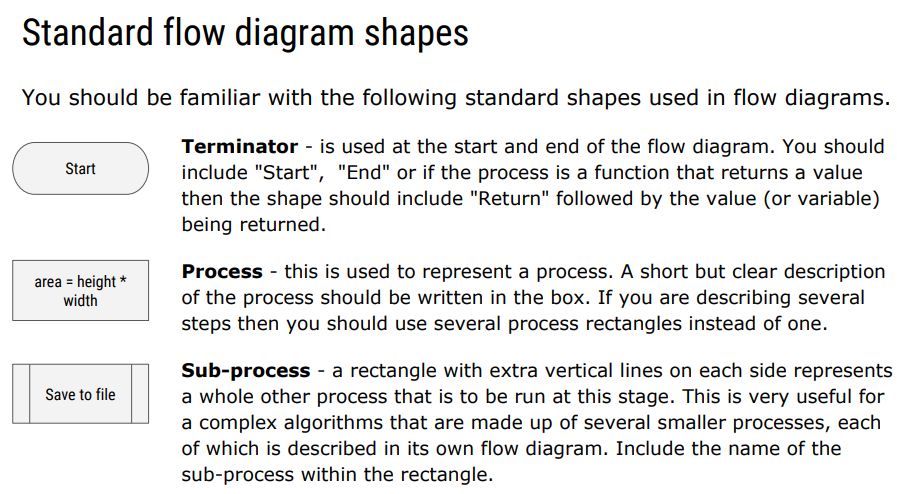 Standard flow diagram shapes
You should be familiar with the following standard shapes used in flow diagrams.
Start
Terminator - is used at the start and end of the flow diagram. You should
include "Start",  "End" or if the process is a function that returns a value
then the shape should include "Return" followed by the value (or variable)
being returned.
area = height *
width
Process - this is used to represent a process. A short but clear description
of the process should be written in the box. If you are describing several
steps then you should use several process rectangles instead of one.
Save to file
Sub-process - a rectangle with extra vertical lines on each side represents
a whole other process that is to be run at this stage. This is very useful for
a complex algorithms that are made up of several smaller processes, each
of which is described in its own flow diagram. Include the name of the
sub-process within the rectangle.